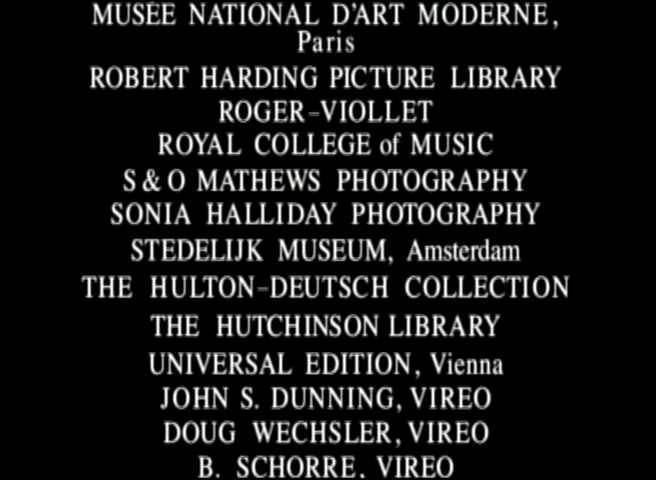 MUSÉE NATIONAL D'ART MODERNE,
Paris
ROBERT HARDING PICTURE LIBRARY
ROGER-VIOLLET
ROYAL COLLEGE of MUSIC
S & O MATHEWS PHOTOGRAPHY
SONIA HALLIDAY PHOTOGRAPHY
STEDELIJK MUSEUM, Amsterdam
THE HULTON-DEUTSCH COLLECTION
THE HUTCHINSON LIBRARY
UNIVERSAL EDITION, Vienna
JOHN S. DUNNING, VIREO
DOUG WECHSLER, VIREO
B. SCHORRE, VIREO